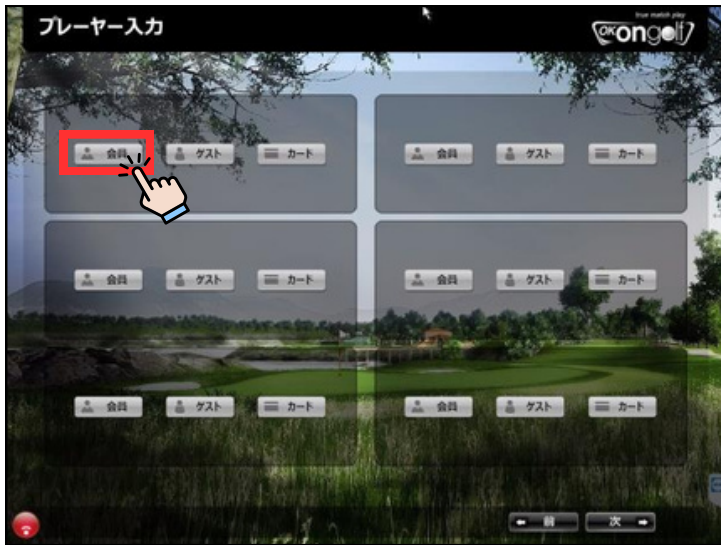 プレーヤー入力
true match play
OK ongolf
会員 ゲスト カード 会員 ゲスト カード
会員 ゲスト カード 会員 ゲスト カード
会員 ゲスト カード 会員 ゲスト カード
前 次